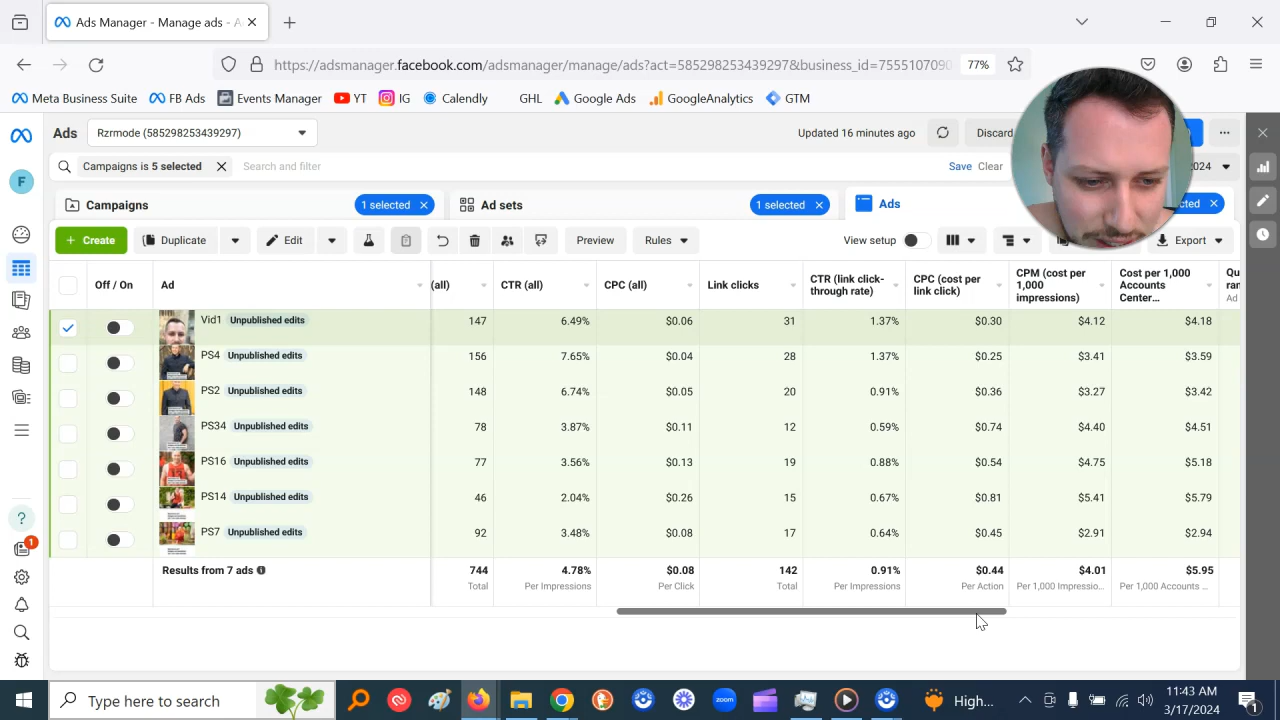 Ads Manager - Manage ads - A
https://adsmanager.facebook.com/adsmanager/manage/ads?act=585298253439297&business_id=7555107090
77%
Meta Business Suite
FB Ads
Events Manager
YT
IG
Calendly
GHL
Google Ads
GoogleAnalytics
GTM
Ads
Rzrmode (585298253439297)
Updated 16 minutes ago
Discard
F
Campaigns is 5 selected
Search and filter
Save
Clear
2024
Campaigns
1 selected
Ad sets
1 selected
Ads
Create
Duplicate
Edit
Preview
Rules
View setup
Export
Off / On
Ad
(all)
CTR (all)
CPC (all)
Link clicks
CTR (link click-
through rate)
CPC (cost per
link click)
CPM (cost per
1,000
impressions)
Cost per 1,000
Accounts
Center...
Ad
Vid1 Unpublished edits 147 6.49% $0.06 31 1.37% $0.30 $4.12 $4.18
PS4 Unpublished edits 156 7.65% $0.04 28 1.37% $0.25 $3.41 $3.59
PS2 Unpublished edits 148 6.74% $0.05 20 0.91% $0.36 $3.27 $3.42
PS34 Unpublished edits 78 3.87% $0.11 12 0.59% $0.74 $4.40 $4.51
PS16 Unpublished edits 77 3.56% $0.13 19 0.88% $0.54 $4.75 $5.18
PS14 Unpublished edits 46 2.04% $0.26 15 0.67% $0.81 $5.41 $5.79
PS7 Unpublished edits 92 3.48% $0.08 17 0.64% $0.45 $2.91 $2.94
Results from 7 ads 744 4.78% $0.08 142 0.91% $0.44 $4.01 $5.95
Total Per Impressions Per Click Total Per Impressions Per Action Per 1,000 Impressio... Per 1,000 Accounts ...
1
Type here to search
zoom
High...
11:43 AM
3/17/2024
1